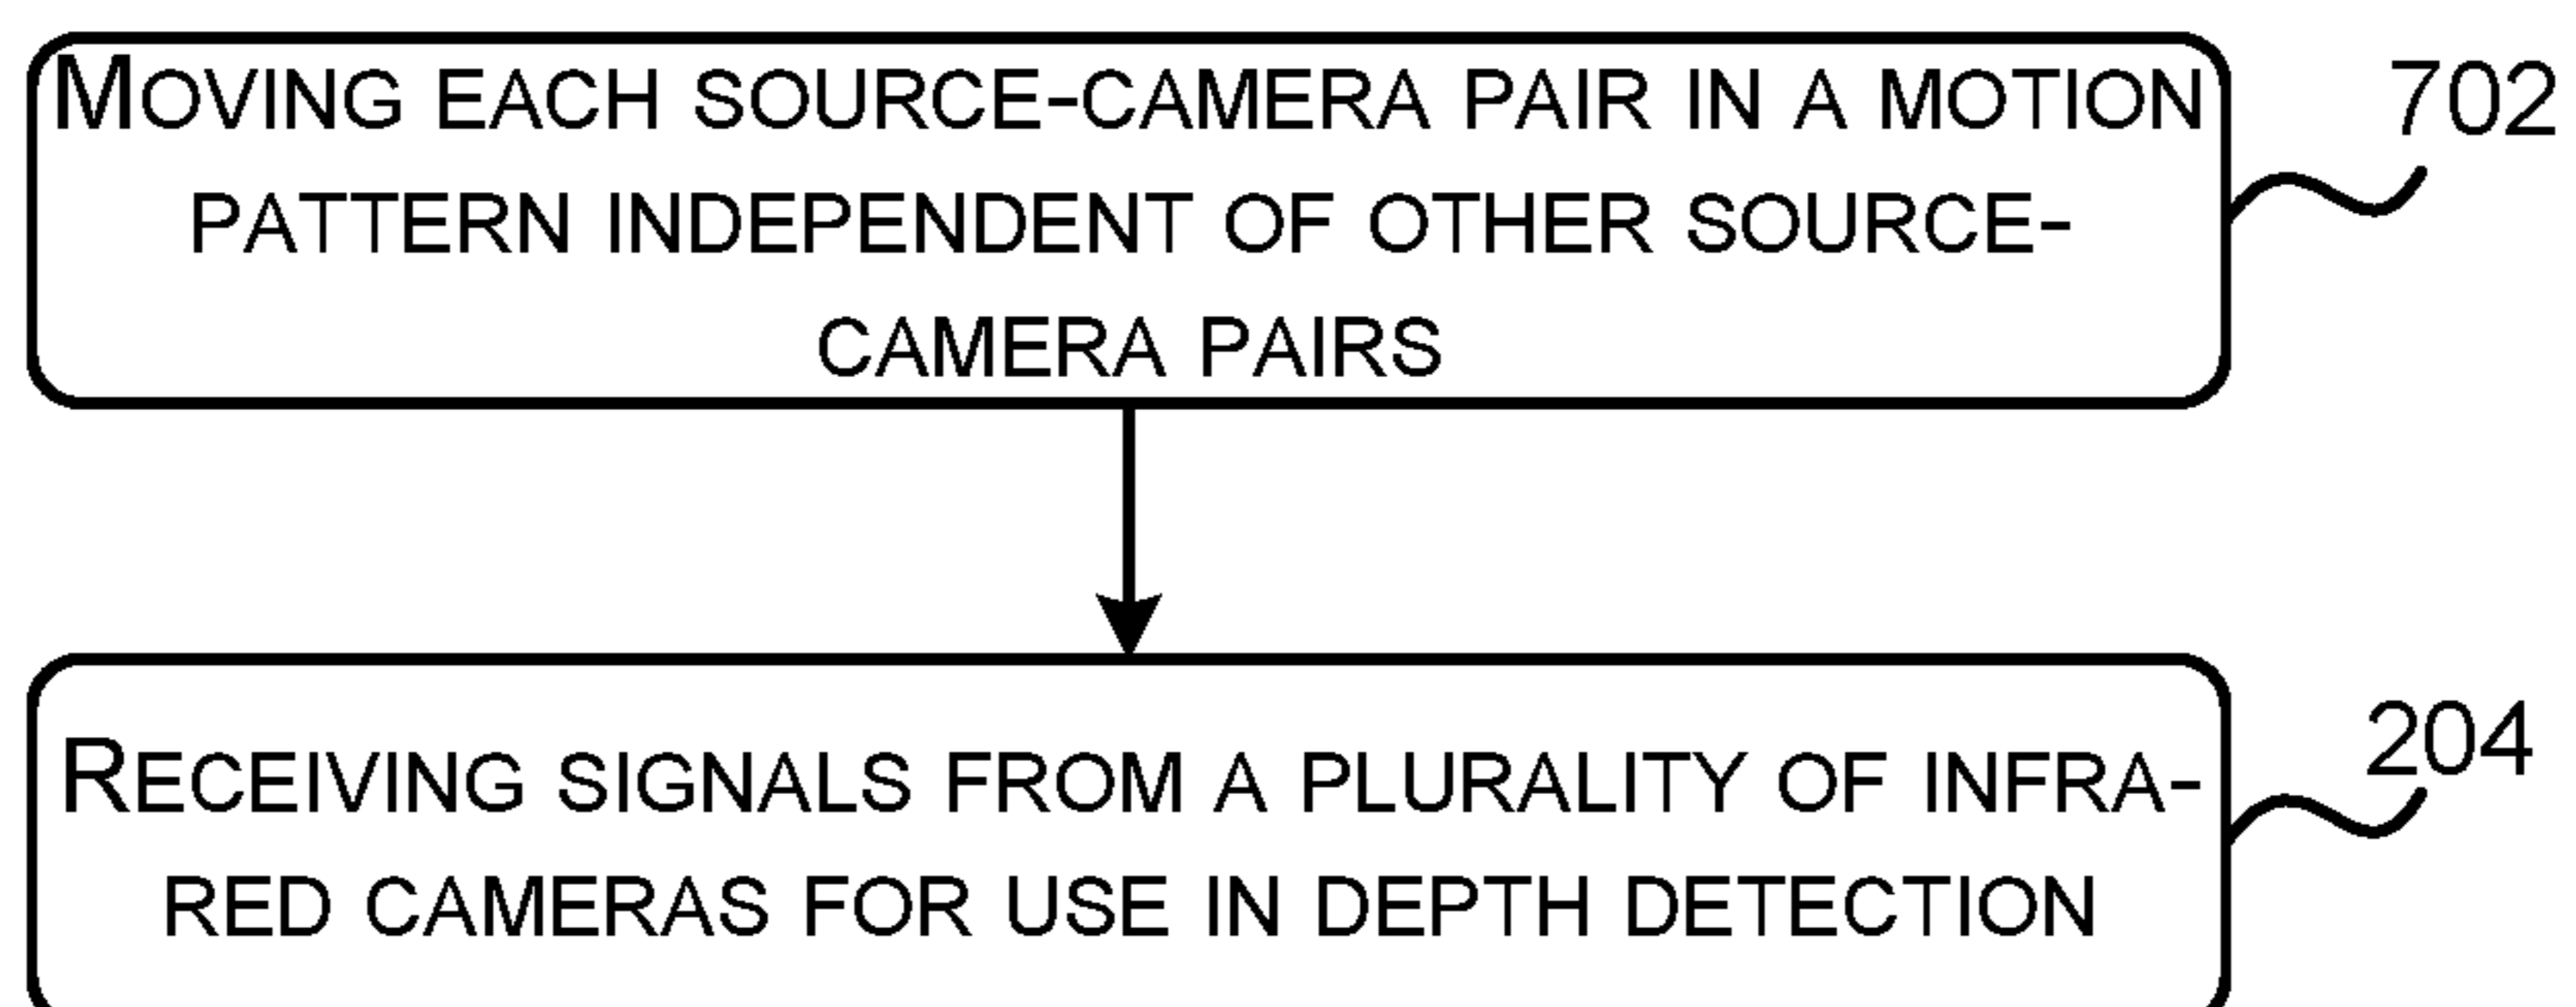 MOVING EACH SOURCE-CAMERA PAIR IN A MOTION
PATTERN INDEPENDENT OF OTHER SOURCE-
CAMERA PAIRS
702
RECEIVING SIGNALS FROM A PLURALITY OF INFRA-
RED CAMERAS FOR USE IN DEPTH DETECTION
204